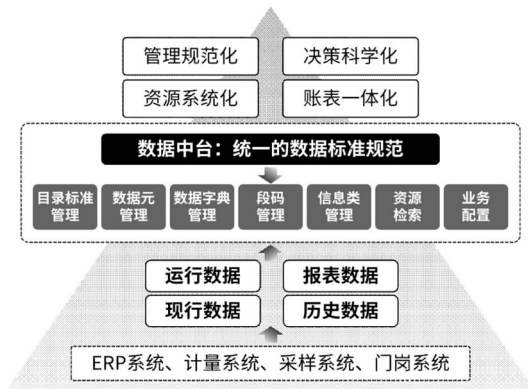 管理规范化 决策科学化
资源系统化 账表一体化
数据中台：统一的数据标准规范
目录标准 数据元 数据字典 段码 信息类 资源 业务
管理 管理 管理 管理 管理 检索 配置
运行数据 报表数据
现行数据 历史数据
ERP系统、计量系统、采样系统、门岗系统